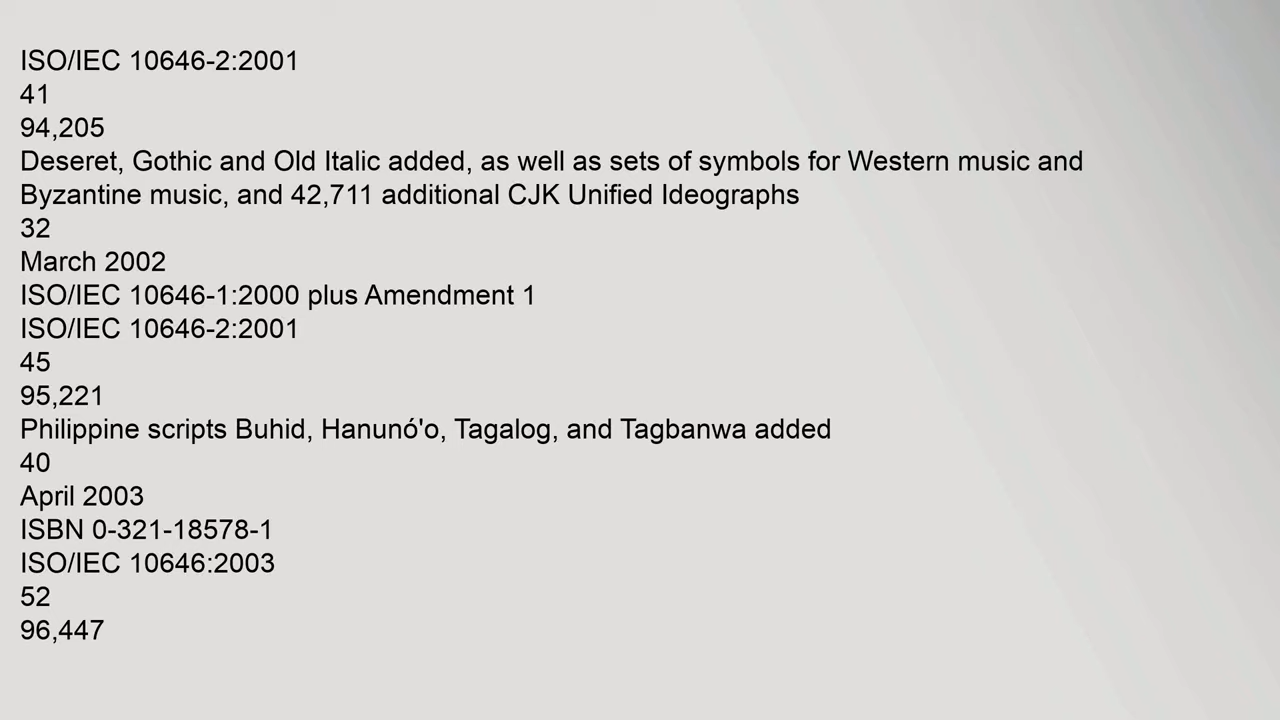 ISO/IEC 10646-2:2001
41
94,205
Deseret, Gothic and Old Italic added, as well as sets of symbols for Western music and
Byzantine music, and 42,711 additional CJK Unified Ideographs
32
March 2002
ISO/IEC 10646-1:2000 plus Amendment 1
ISO/IEC 10646-2:2001
45
95,221
Philippine scripts Buhid, Hanunó'o, Tagalog, and Tagbanwa added
40
April 2003
ISBN 0-321-18578-1
ISO/IEC 10646:2003
52
96,447